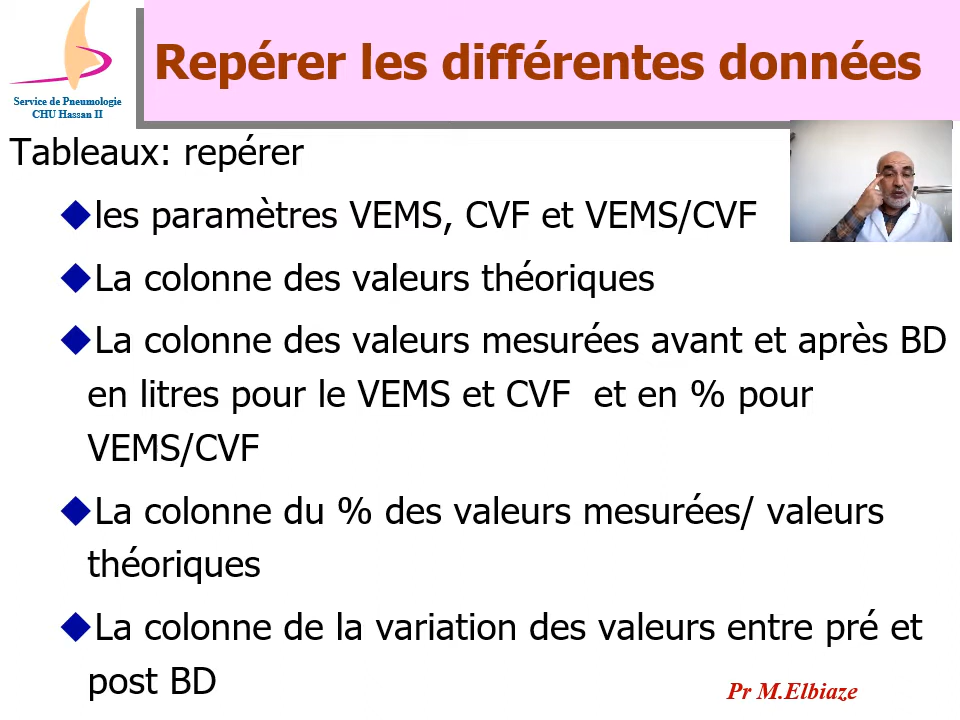 Repérer les différentes données
Service de Pneumologie
CHU Hassan II
Tableaux: repérer
les paramètres VEMS, CVF et VEMS/CVF
La colonne des valeurs théoriques
La colonne des valeurs mesurées avant et après BD
en litres pour le VEMS et CVF et en % pour
VEMS/CVF
La colonne du % des valeurs mesurées/ valeurs
théoriques
La colonne de la variation des valeurs entre pré et
post BD
Pr M.Elbiaze